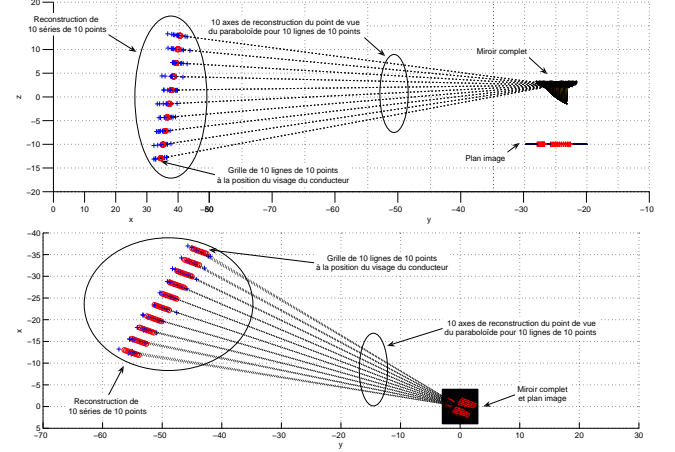 Reconstruction de
10 séries de 10 points
10 axes de reconstruction du point de vue
du paraboloïde pour 10 lignes de 10 points
Miroir complet
Plan image
Grille de 10 lignes de 10 points
à la position du visage du conducteur
20
15
10
5
0
−5
−10
−15
−20
z
0
10
20
30
40
−80
−70
−60
−50
−40
−30
−20
−10
x
y
−40
−35
−30
−25
−20
−15
−10
−5
0
5
x
Grille de 10 lignes de 10 points
à la position du visage du conducteur
10 axes de reconstruction du point de vue
du paraboloïde pour 10 lignes de 10 points
Reconstruction de
10 séries de 10 points
Miroir complet
et plan image
−70
−60
−50
−40
−30
−20
−10
0
10
20
30
y